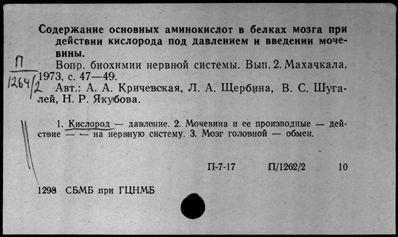 Содержание основных аминокислот в белках мозга при
действии кислорода под давлением и введении моче-
вины.
Вопр. биохимии нервной системы. Вып. 2. Махачкала,
1973, с. 47—49.
Авт.: А. А. Кричевская, Л. А. Щербина, В. С. Шуга-
лей, Н. Р. Якубова.
П
1264/2
1. Кислород — давление. 2. Мочевина и ее производные — дей-
ствие — — на нервную систему. 3. Мозг головной — обмен.
П-7-17 П/1262/2 10
1298 СБМБ при ГЦНМБ